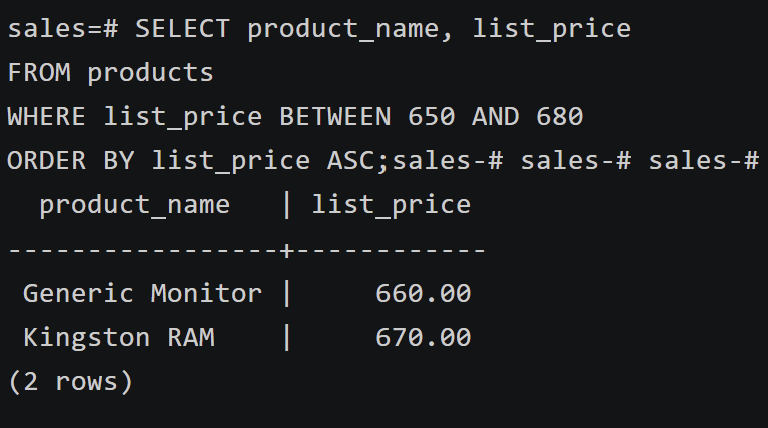 sales=# SELECT product_name, list_price
FROM products
WHERE list_price BETWEEN 650 AND 680
ORDER BY list_price ASC;sales-# sales-# sales-#
  product_name   | list_price
-----------------+------------
 Generic Monitor |     660.00
 Kingston RAM    |     670.00
(2 rows)